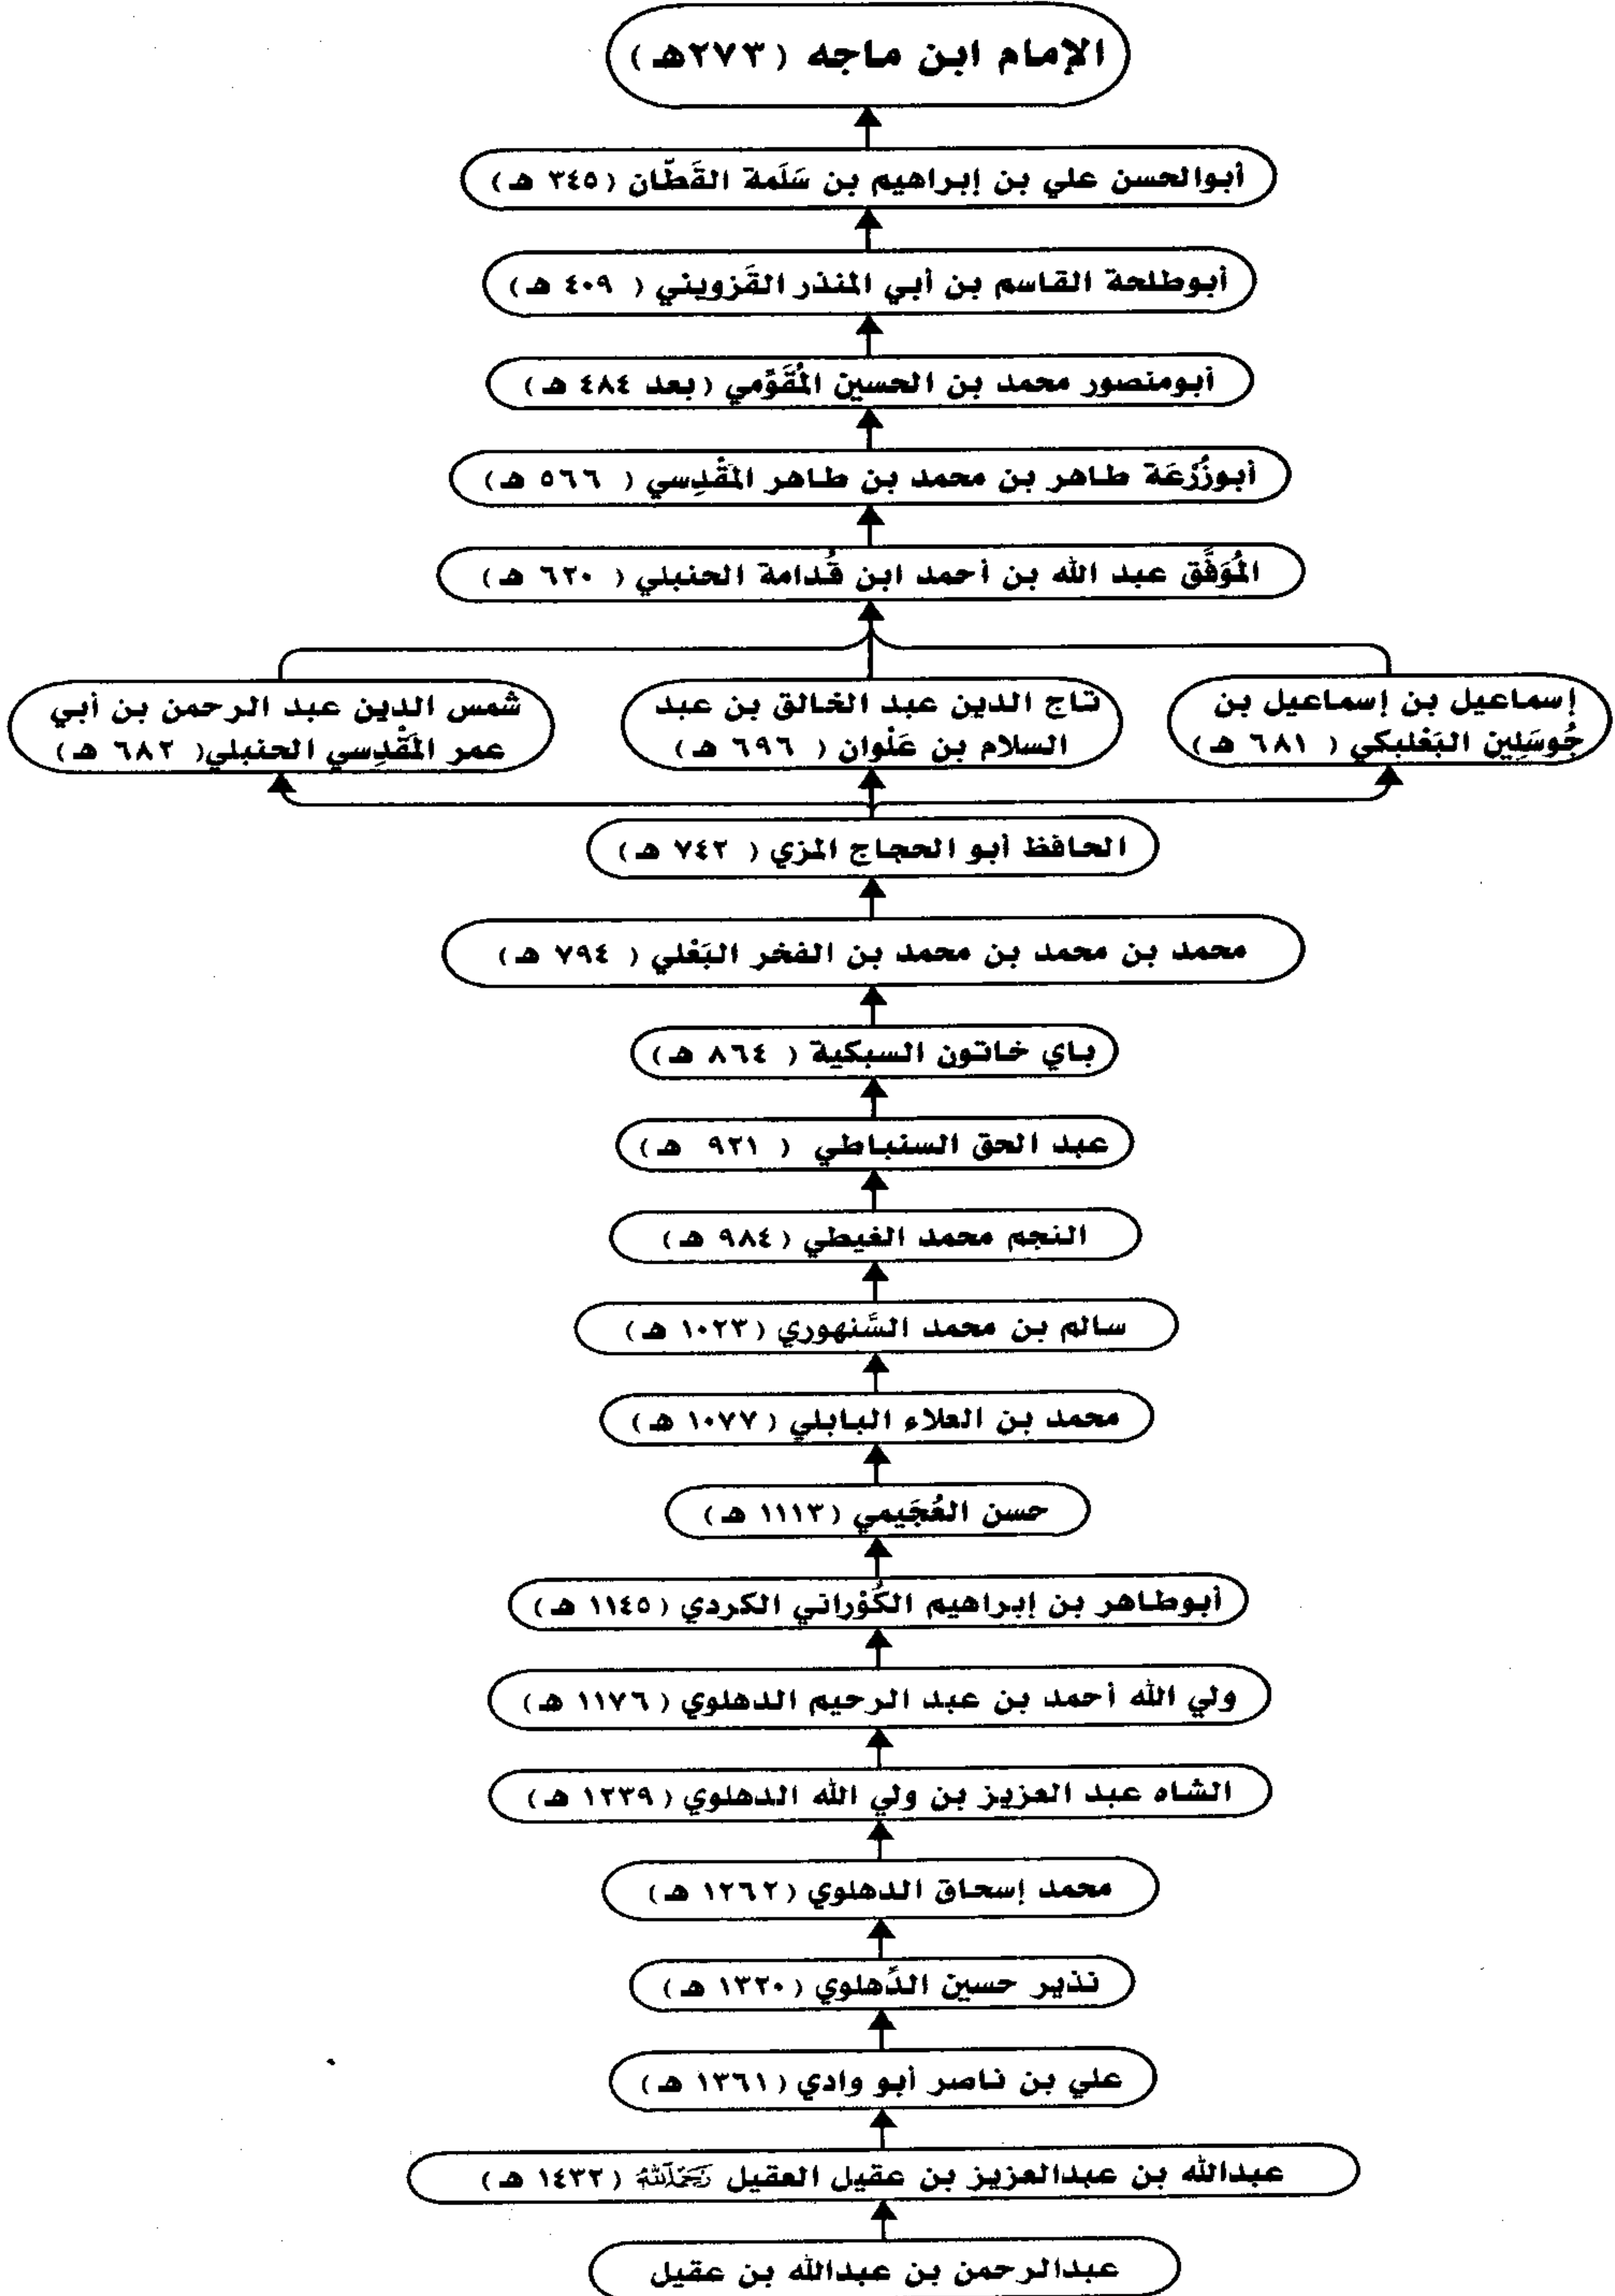 الإمام ابن ماجه (٢٧٣هـ)
أبوالحسن علي بن إبراهيم بن سَلَمة القَطّان (٣٤٥ هـ)
أبوطلحة القاسم بن أبي المنذر القَزويني ( ٤٠٩ هـ)
أبومنصور محمد بن الحسين المُقَوِّمي (بعد ٤٨٤ هـ)
أبوزُرْعَة طاهر بن محمد بن طاهر المَقْدِسي ( ٥٦٦ هـ)
المُوَفَّق عبد الله بن أحمد ابن قُدامة الحنبلي ( ٦٢٠ هـ)
إسماعيل بن إسماعيل بن
جُوسَلِين البَعْلبكي ( ٦٨١ هـ)
تاج الدين عبد الخالق بن عبد
السلام بن عَلْوان ( ٦٩٦ هـ)
شمس الدين عبد الرحمن بن أبي
عمر المَقْدِسي الحنبلي( ٦٨٢ هـ)
الحافظ أبو الحجاج المزي ( ٧٤٢ هـ)
محمد بن محمد بن محمد بن الفخر البَعْلي ( ٧٩٤ هـ)
باي خاتون السبكية ( ٨٦٤ هـ)
عبد الحق السنباطي ( ٩٢١ هـ)
النجم محمد الغيطي (٩٨٤ هـ)
سالم بن محمد السَّنهوري (١٠٢٣ هـ)
محمد بن العلاء البابلي (١٠٧٧ هـ)
حسن العُجَيمي (١١١٣ هـ)
أبوطاهر بن إبراهيم الكُوْراني الكردي (١١٤٥ هـ)
ولي الله أحمد بن عبد الرحيم الدهلوي (١١٧٦ هـ)
الشاه عبد العزيز بن ولي الله الدهلوي (١٢٣٩ هـ)
محمد إسحاق الدهلوي (١٢٦٢ هـ)
نذير حسين الدِّهلوي (١٣٢٠ هـ)
علي بن ناصر أبو وادي (١٣٦١ هـ)
عبدالله بن عبدالعزيز بن عقيل العقيل رَحِمَهُ اللَّهُ (١٤٣٢ هـ)
عبدالرحمن بن عبدالله بن عقيل